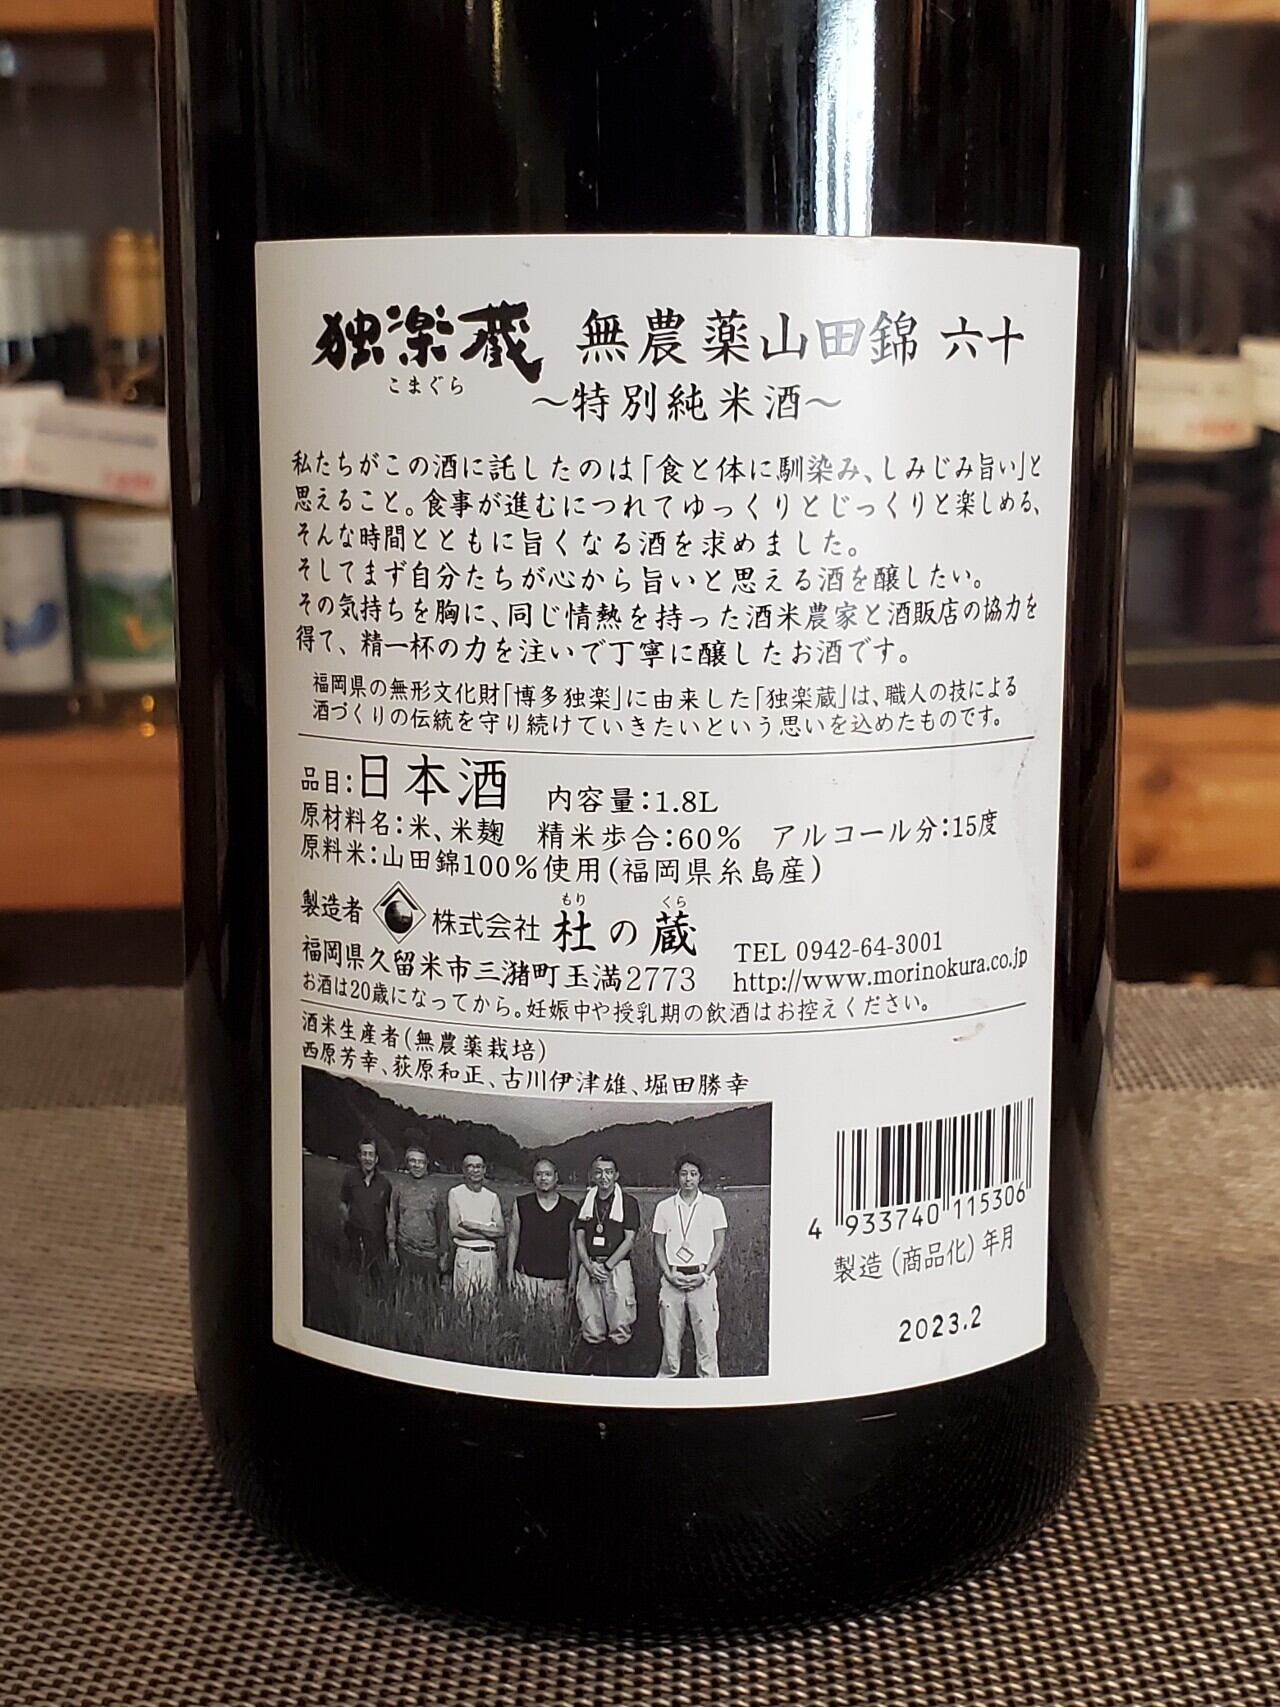 独楽蔵 無農薬山田錦 六十
こまぐら
～特別純米酒～
私たちがこの酒に託したのは「食と体に馴染み、しみじみ旨い」と
思えること。食事が進むにつれてゆっくりとじっくりと楽しめる、
そんな時間とともに旨くなる酒を求めました。
そしてまず自分たちが心から旨いと思える酒を醸したい。
その気持ちを胸に、同じ情熱を持った酒米農家と酒販店の協力を
得て、精一杯の力を注いで丁寧に醸したお酒です。
福岡県の無形文化財「博多独楽」に由来した「独楽蔵」は、職人の技による
酒づくりの伝統を守り続けていきたいという思いを込めたものです。
品目：日本酒 内容量：1.8L
原材料名：米、米麹 精米歩合：60％ アルコール分：15度
原料米：山田錦100％使用(福岡県糸島産)
もり くら
製造者 株式会社 杜の蔵
福岡県久留米市三潴町玉満2773
TEL 0942-64-3001
http://www.morinokura.co.jp
お酒は20歳になってから。妊娠中や授乳期の飲酒はお控えください。
酒米生産者(無農薬栽培)
西原芳幸、荻原和正、古川伊津雄、堀田勝幸
4 933740 115306
製造(商品化)年月
2023.2